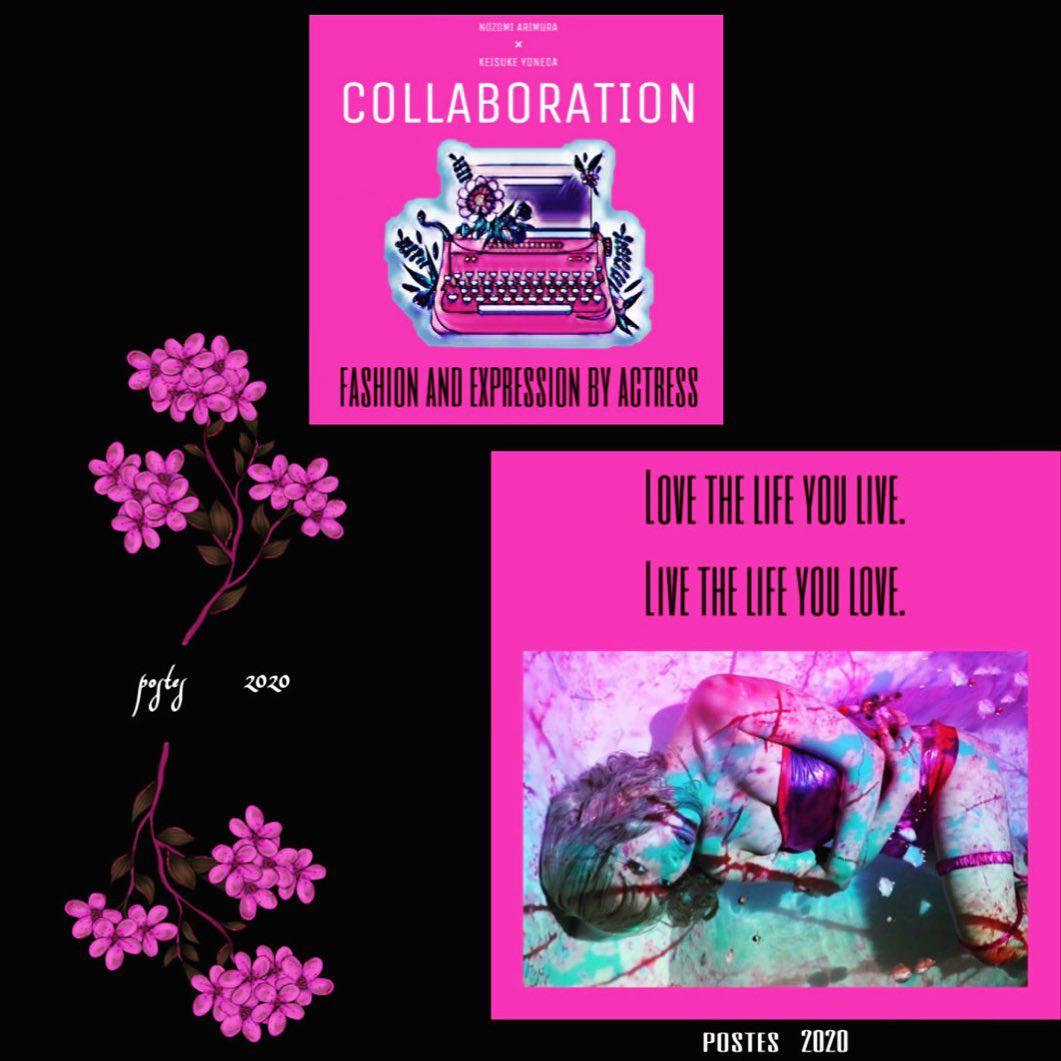 NOZOMI ARIMURA
×
KEISUKE YONEDA
COLLABORATION
FASHION AND EXPRESSION BY ACTRESS
LOVE THE LIFE YOU LIVE.
LIVE THE LIFE YOU LOVE.
postes 2020
POSTES 2020